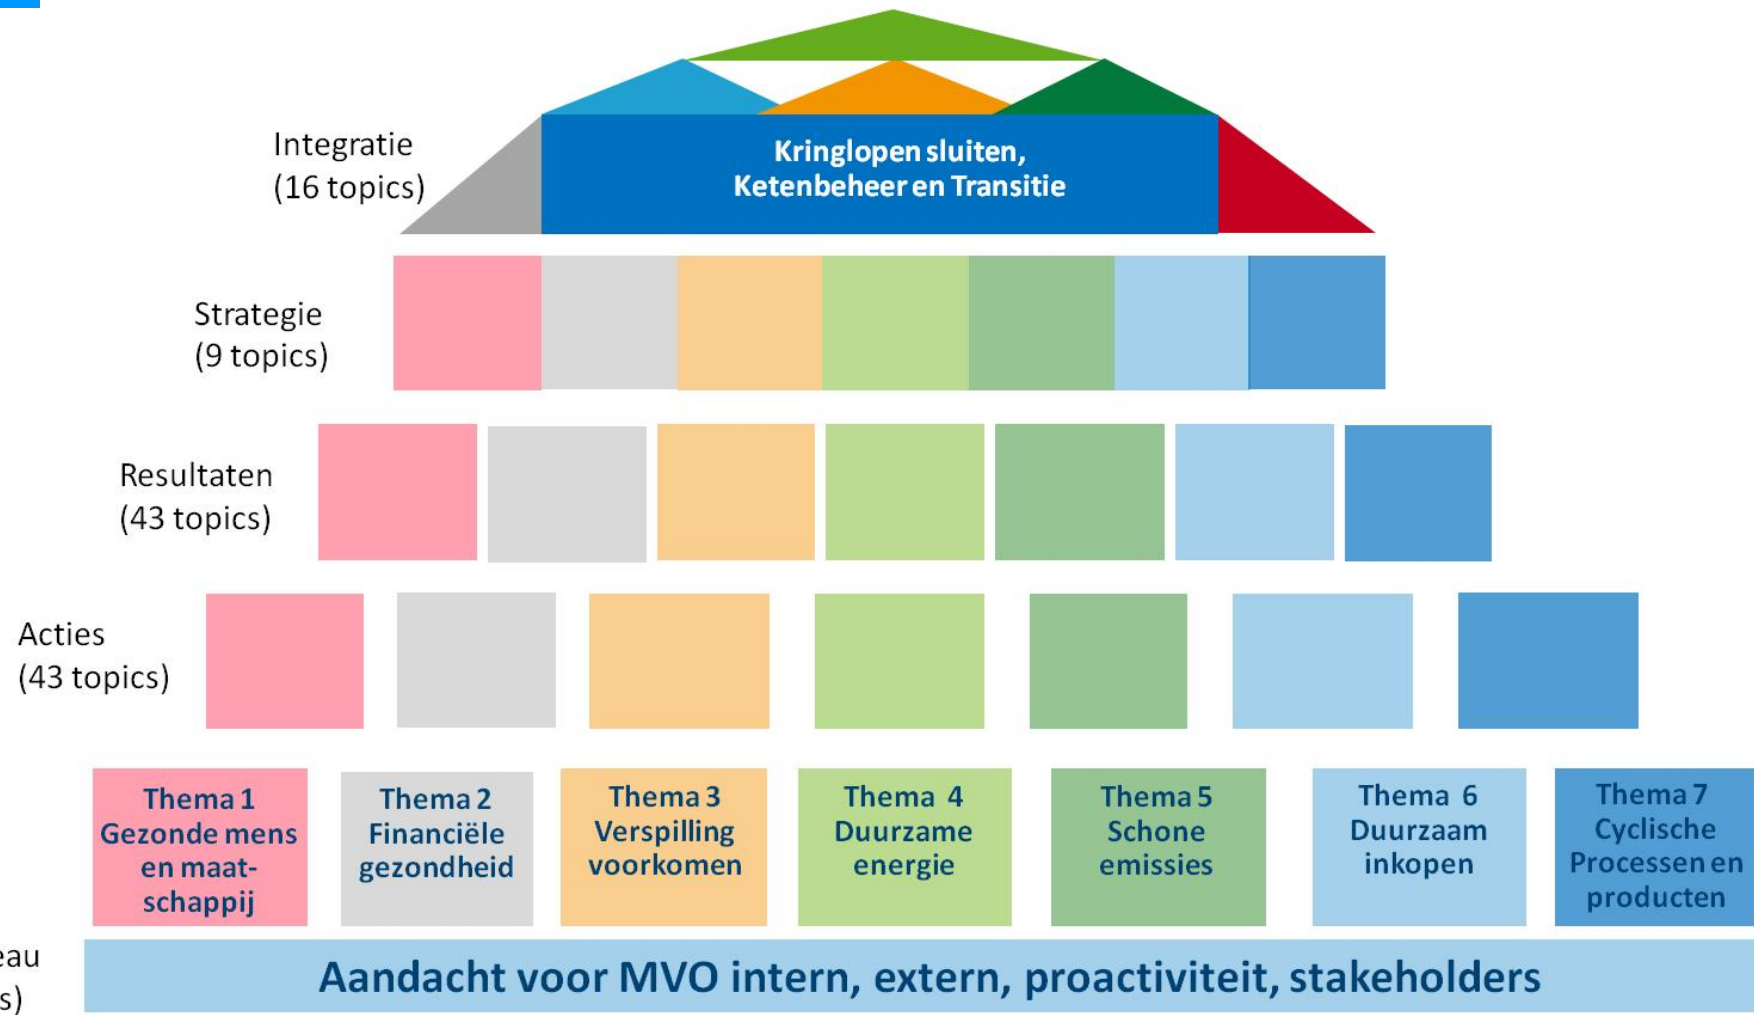 Integratie
(16 topics)
Kringlopen sluiten,
Ketenbeheer en Transitie
Strategie
(9 topics)
Resultaten
(43 topics)
Acties
(43 topics)
Thema 1
Gezonde mens
en maat-
schappij
Thema 2
Financiële
gezondheid
Thema 3
Verspilling
voorkomen
Thema 4
Duurzame
energie
Thema 5
Schone
emissies
Thema 6
Duurzaam
inkopen
Thema 7
Cyclische
Processen en
producten
Aandacht voor MVO intern, extern, proactiviteit, stakeholders